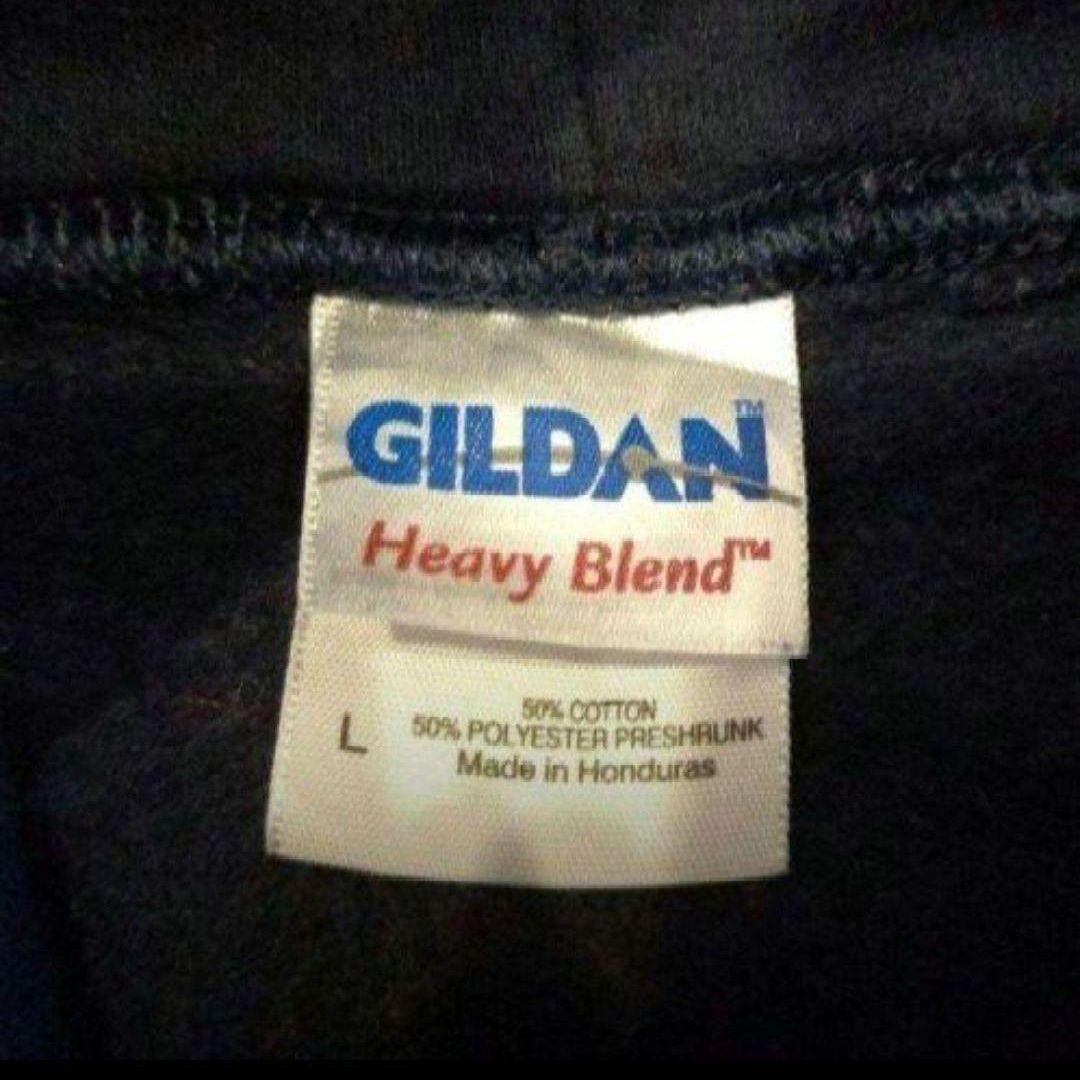 GILDAN™
Heavy Blend™
50% COTTON
L 50% POLYESTER PRESHRUNK
Made in Honduras